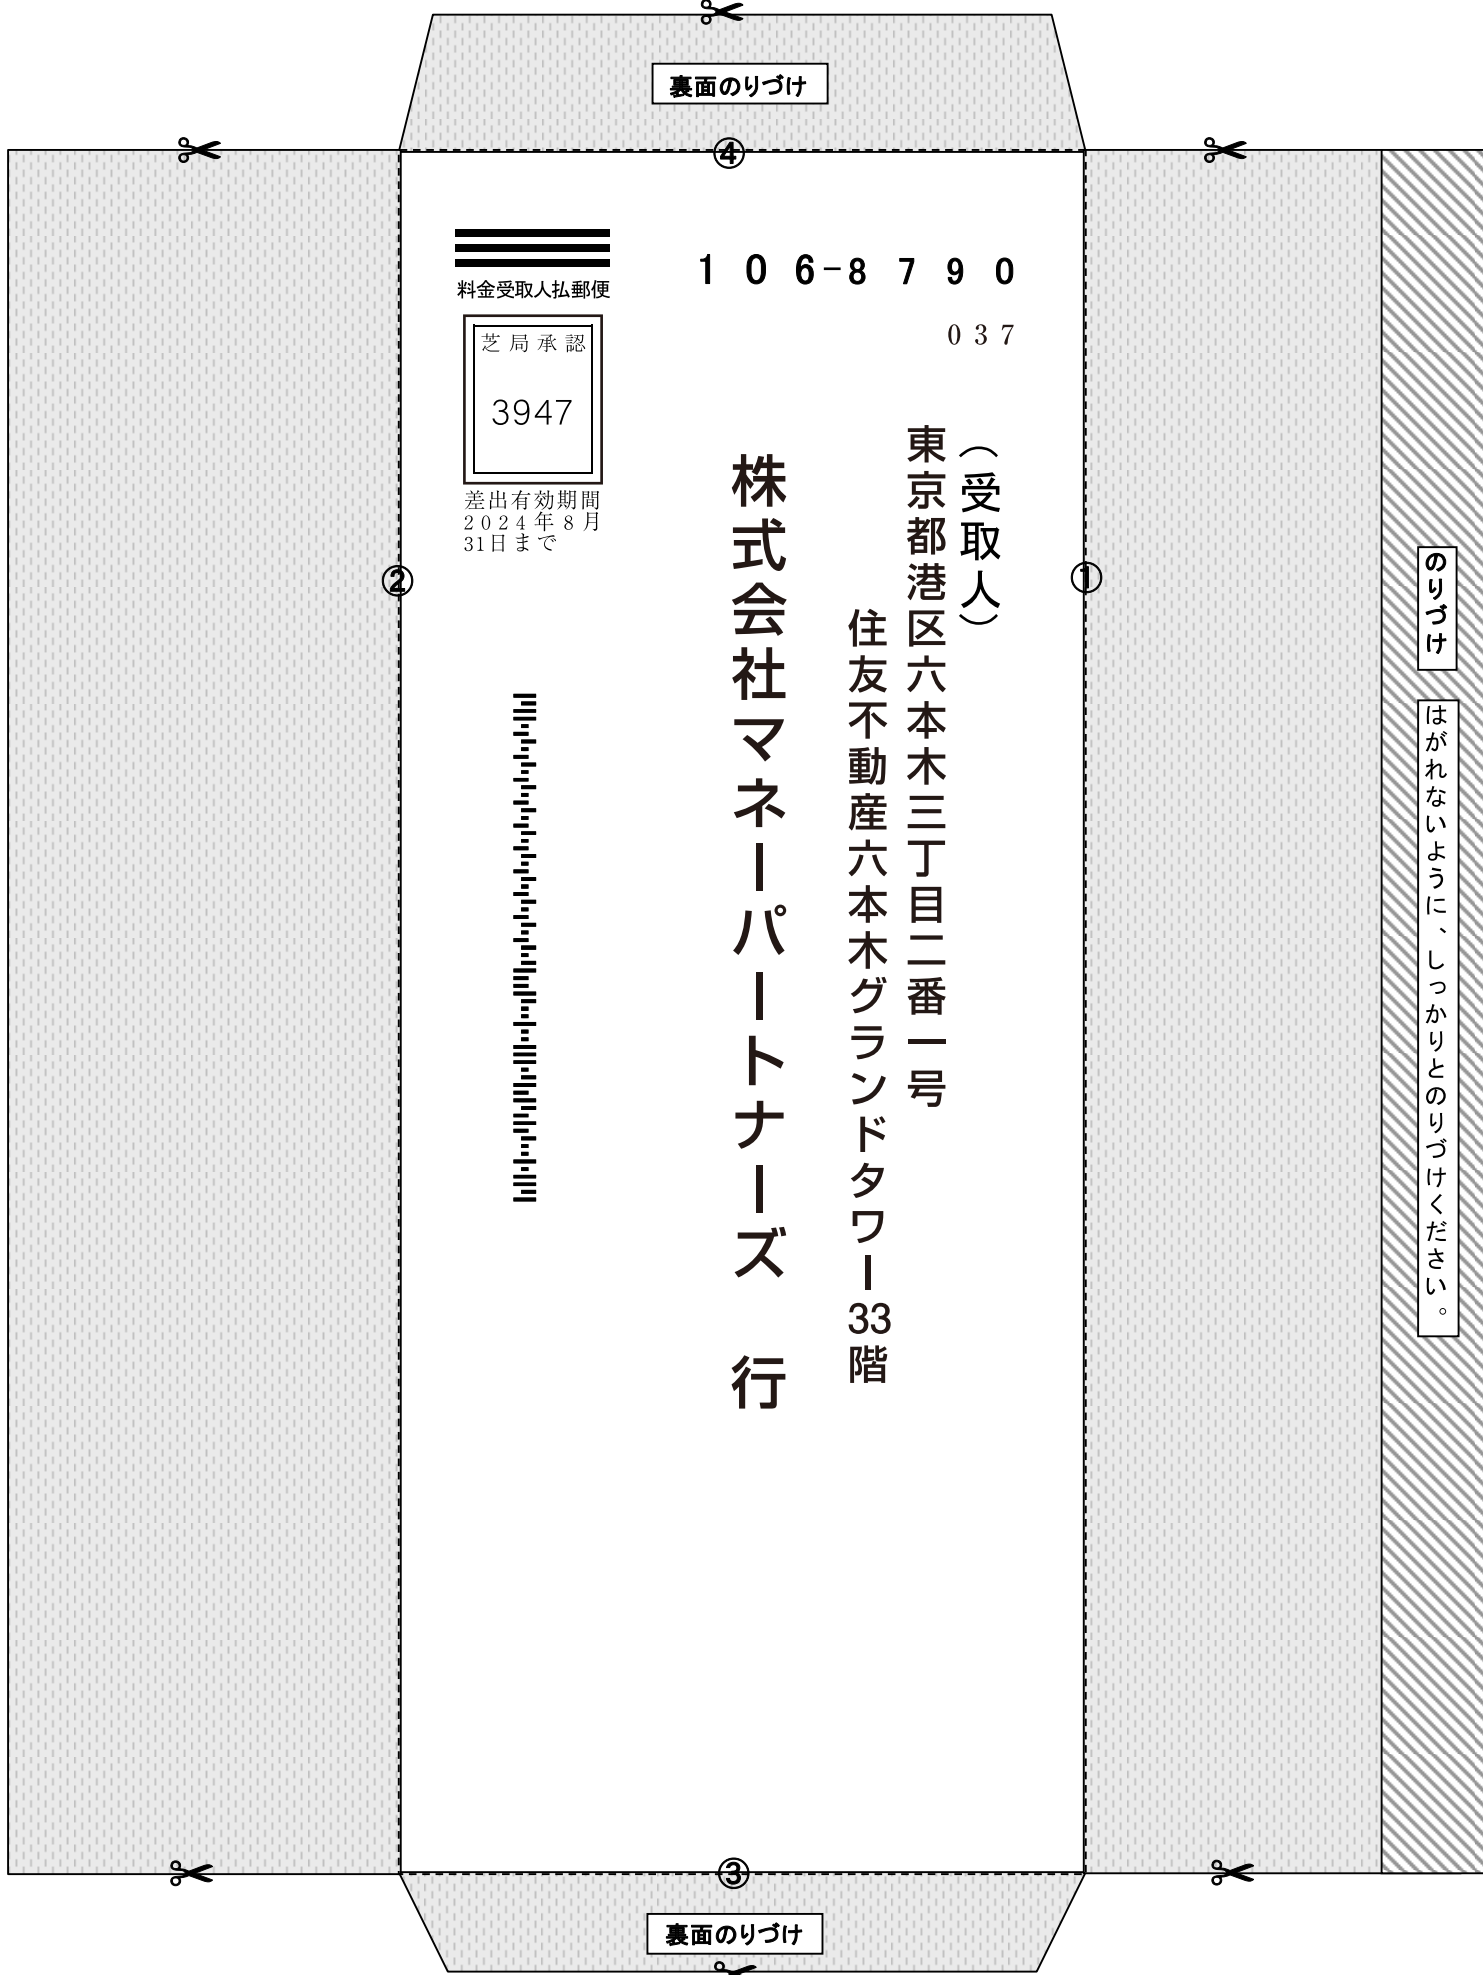 裏面のりづけ
④
料金受取人払郵便
芝局承認
3947
差出有効期間
2024年8月
31日まで
106-8790
037
（受取人）
東京都港区六本木三丁目二番一号
住友不動産六本木グランドタワー33階
株式会社マネーパートナーズ　行
②
①
のりづけ
はがれないように、しっかりとのりづけください。
③
裏面のりづけ